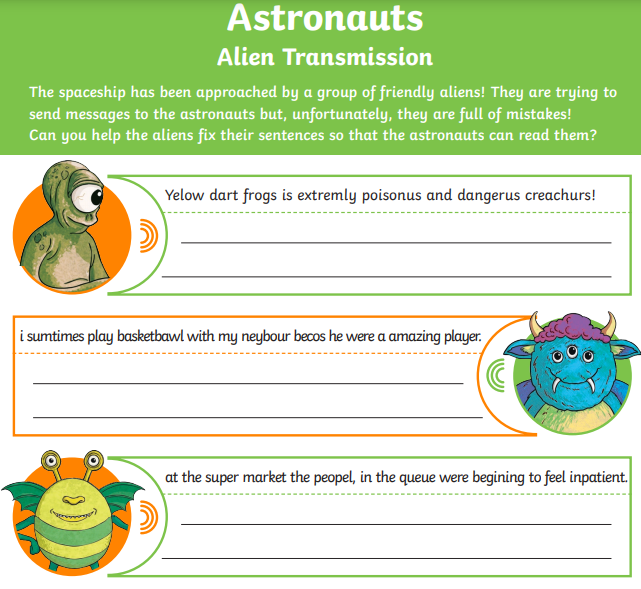 Astronauts
Alien Transmission
The spaceship has been approached by a group of friendly aliens! They are trying to
send messages to the astronauts but, unfortunately, they are full of mistakes!
Can you help the aliens fix their sentences so that the astronauts can read them?
Yelow dart frogs is extremly poisonus and dangerus creachurs!
i sumtimes play basketbawl with my neybour becos he were a amazing player.
at the super market the peopel, in the queue were begining to feel inpatient.